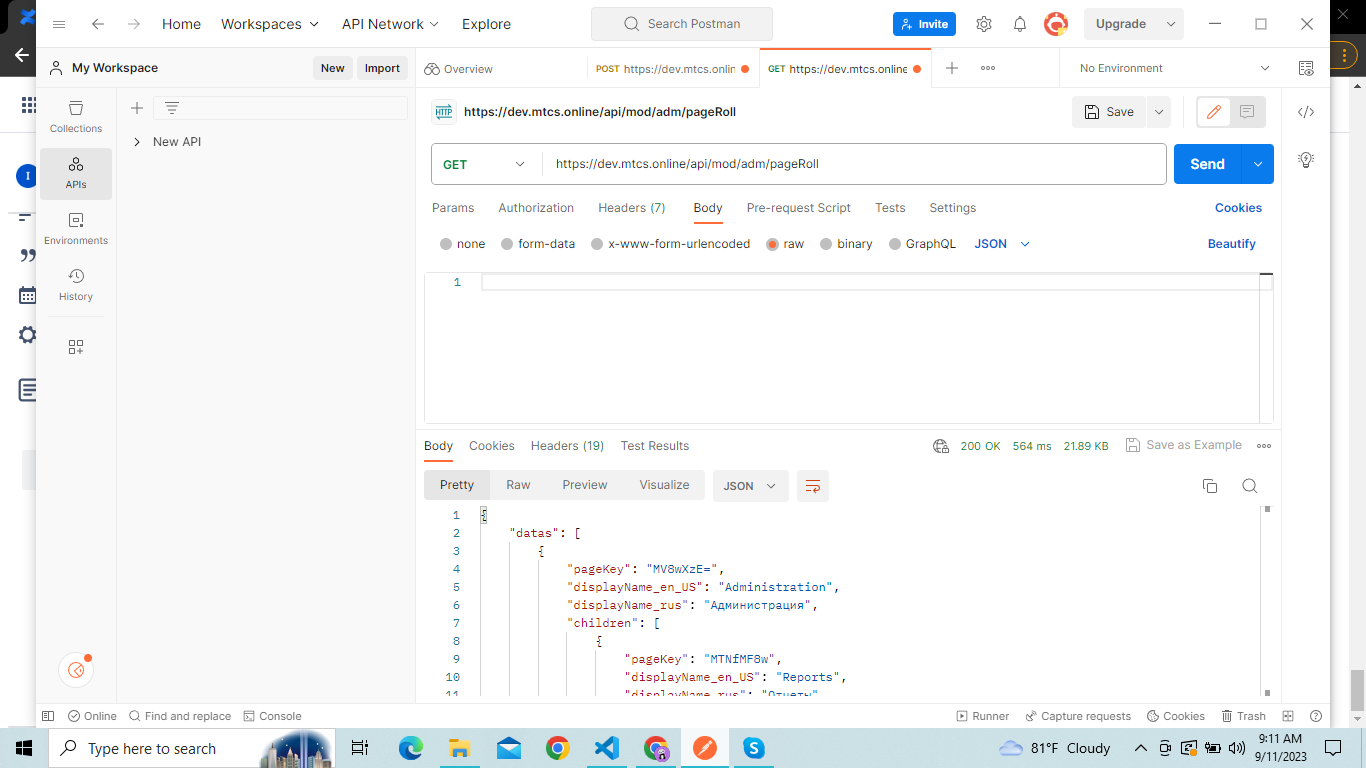 Home Workspaces API Network Explore Search Postman Invite Upgrade
My Workspace New Import Overview POST https://dev.mtcs.onlin GET https://dev.mtcs.online No Environment
Collections
APIs
Environments
History
New API
HTTP https://dev.mtcs.online/api/mod/adm/pageRoll Save
GET https://dev.mtcs.online/api/mod/adm/pageRoll Send
Params Authorization Headers (7) Body Pre-request Script Tests Settings Cookies
none form-data x-www-form-urlencoded raw binary GraphQL JSON Beautify
I
1
Body Cookies Headers (19) Test Results 200 OK 564 ms 21.89 KB Save as Example
Pretty Raw Preview Visualize JSON
1 {
2 "datas": [
3 {
4 "pageKey": "MV8wXzE=",
5 "displayName_en_US": "Administration",
6 "displayName_rus": "Администрация",
7 "children": [
8 {
9 "pageKey": "MTNfMF8w",
10 "displayName_en_US": "Reports",
11 "displayName_rus": "Отчеты"
Online Find and replace Console Runner Capture requests Cookies Trash
Type here to search 81°F Cloudy 9:11 AM
9/11/2023